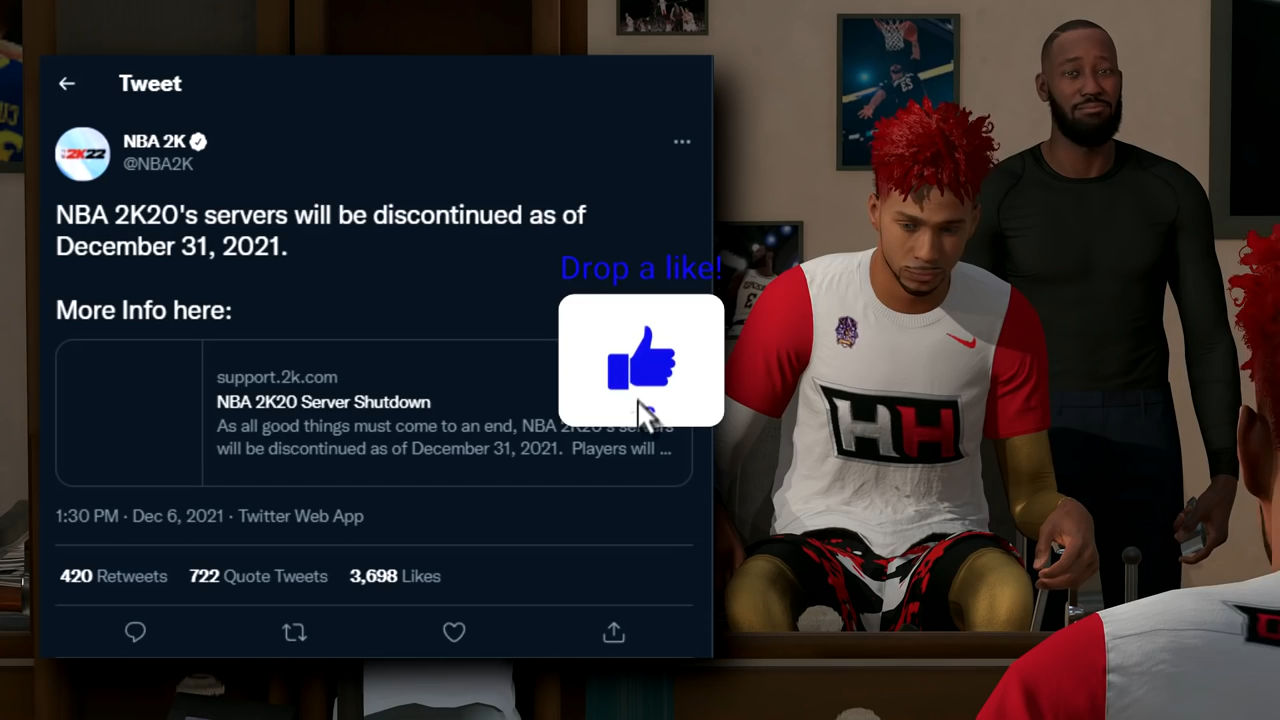 Tweet
2K22
NBA 2K
@NBA2K
NBA 2K20's servers will be discontinued as of
December 31, 2021.
Drop a like!
More Info here:
support.2k.com
NBA 2K20 Server Shutdown
As all good things must come to an end, NBA 2K20's servers
will be discontinued as of December 31, 2021. Players will ...
1:30 PM · Dec 6, 2021 · Twitter Web App
420 Retweets 722 Quote Tweets 3,698 Likes
HH